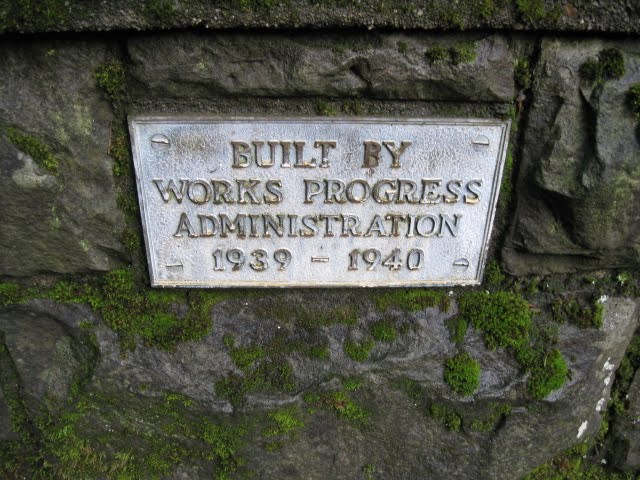 BUILT BY
WORKS PROGRESS
ADMINISTRATION
1939 – 1940